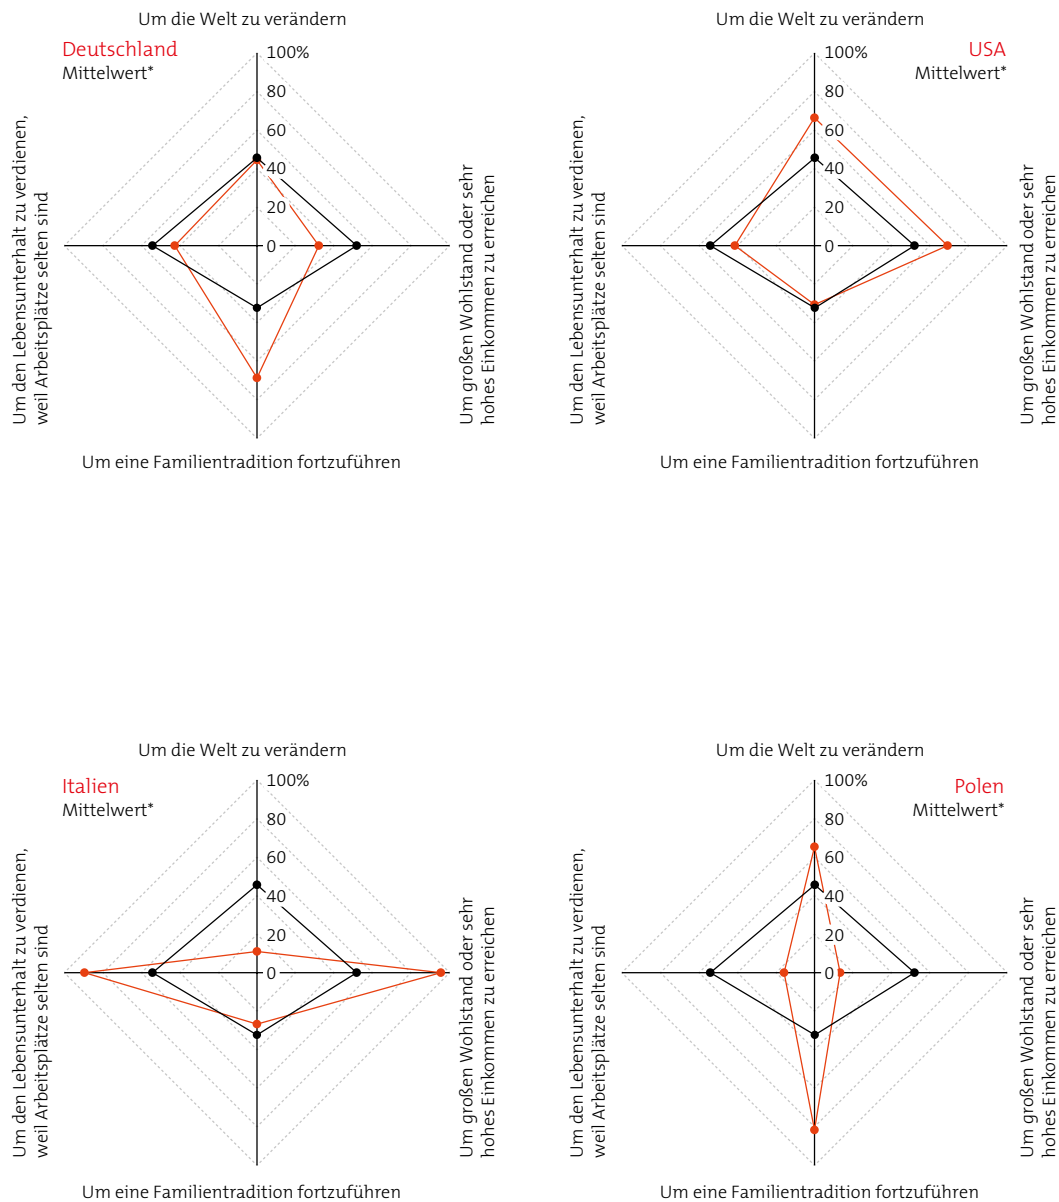 Um die Welt zu verändern
Deutschland
Mittelwert*
100%
80
60
40
20
0
Um den Lebensunterhalt zu verdienen,
weil Arbeitsplätze selten sind
Um großen Wohlstand oder sehr
hohes Einkommen zu erreichen
Um eine Familientradition fortzuführen
Um die Welt zu verändern
USA
Mittelwert*
100%
80
60
40
20
0
Um den Lebensunterhalt zu verdienen,
weil Arbeitsplätze selten sind
Um großen Wohlstand oder sehr
hohes Einkommen zu erreichen
Um eine Familientradition fortzuführen
Um die Welt zu verändern
Italien
Mittelwert*
100%
80
60
40
20
0
Um den Lebensunterhalt zu verdienen,
weil Arbeitsplätze selten sind
Um großen Wohlstand oder sehr
hohes Einkommen zu erreichen
Um eine Familientradition fortzuführen
Um die Welt zu verändern
Polen
Mittelwert*
100%
80
60
40
20
0
Um den Lebensunterhalt zu verdienen,
weil Arbeitsplätze selten sind
Um großen Wohlstand oder sehr
hohes Einkommen zu erreichen
Um eine Familientradition fortzuführen